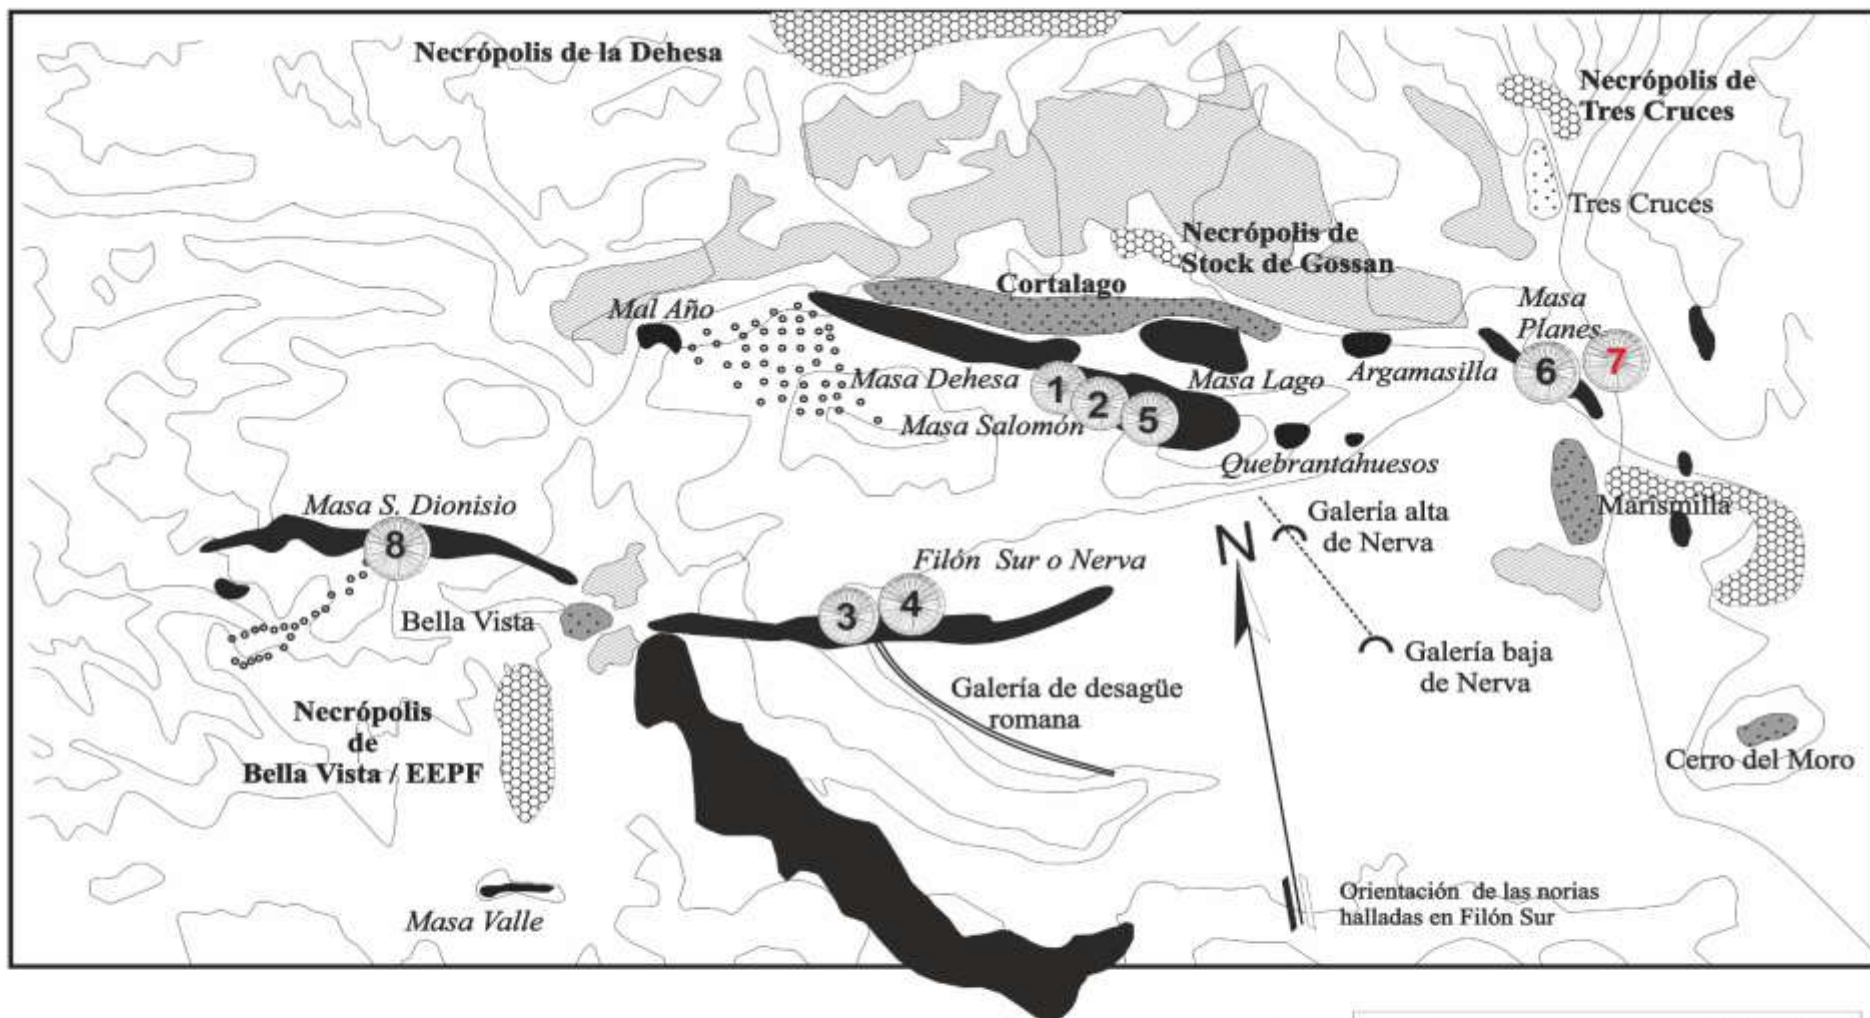 Necrópolis de la Dehesa
Necrópolis de
Tres Cruces
Tres Cruces
Necrópolis de
Stock de Gossan
Cortalago
Mal Año
Masa
Planes
7
6
Masa Dehesa
1
2
5
Masa Lago
Argamasilla
Masa Salomón
Quebrantahuesos
Masa S. Dionisio
8
Marismilla
Galería alta
de Nerva
N
Filón Sur o Nerva
3
4
Bella Vista
Galería baja
de Nerva
Galería de desagüe
romana
Necrópolis
de
Bella Vista / EEPF
Cerro del Moro
Masa Valle
Orientación de las norias
halladas en Filón Sur